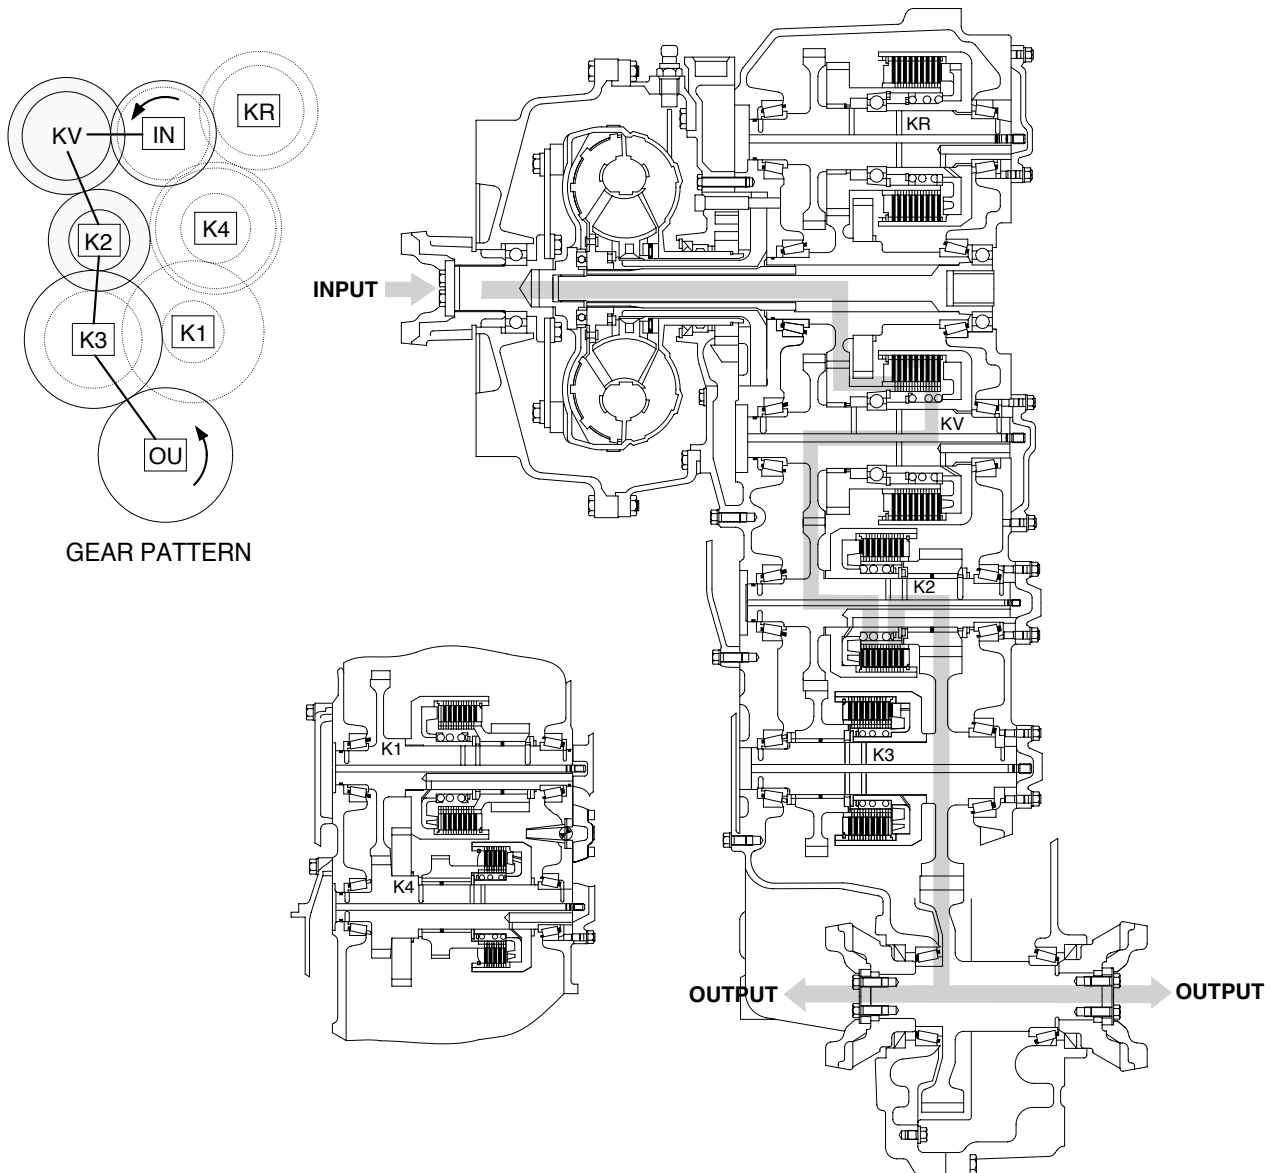 KV
IN
KR
K2
K4
K3
K1
OU
GEAR PATTERN
INPUT
KR
KV
K2
K3
K1
K4
OUTPUT
OUTPUT